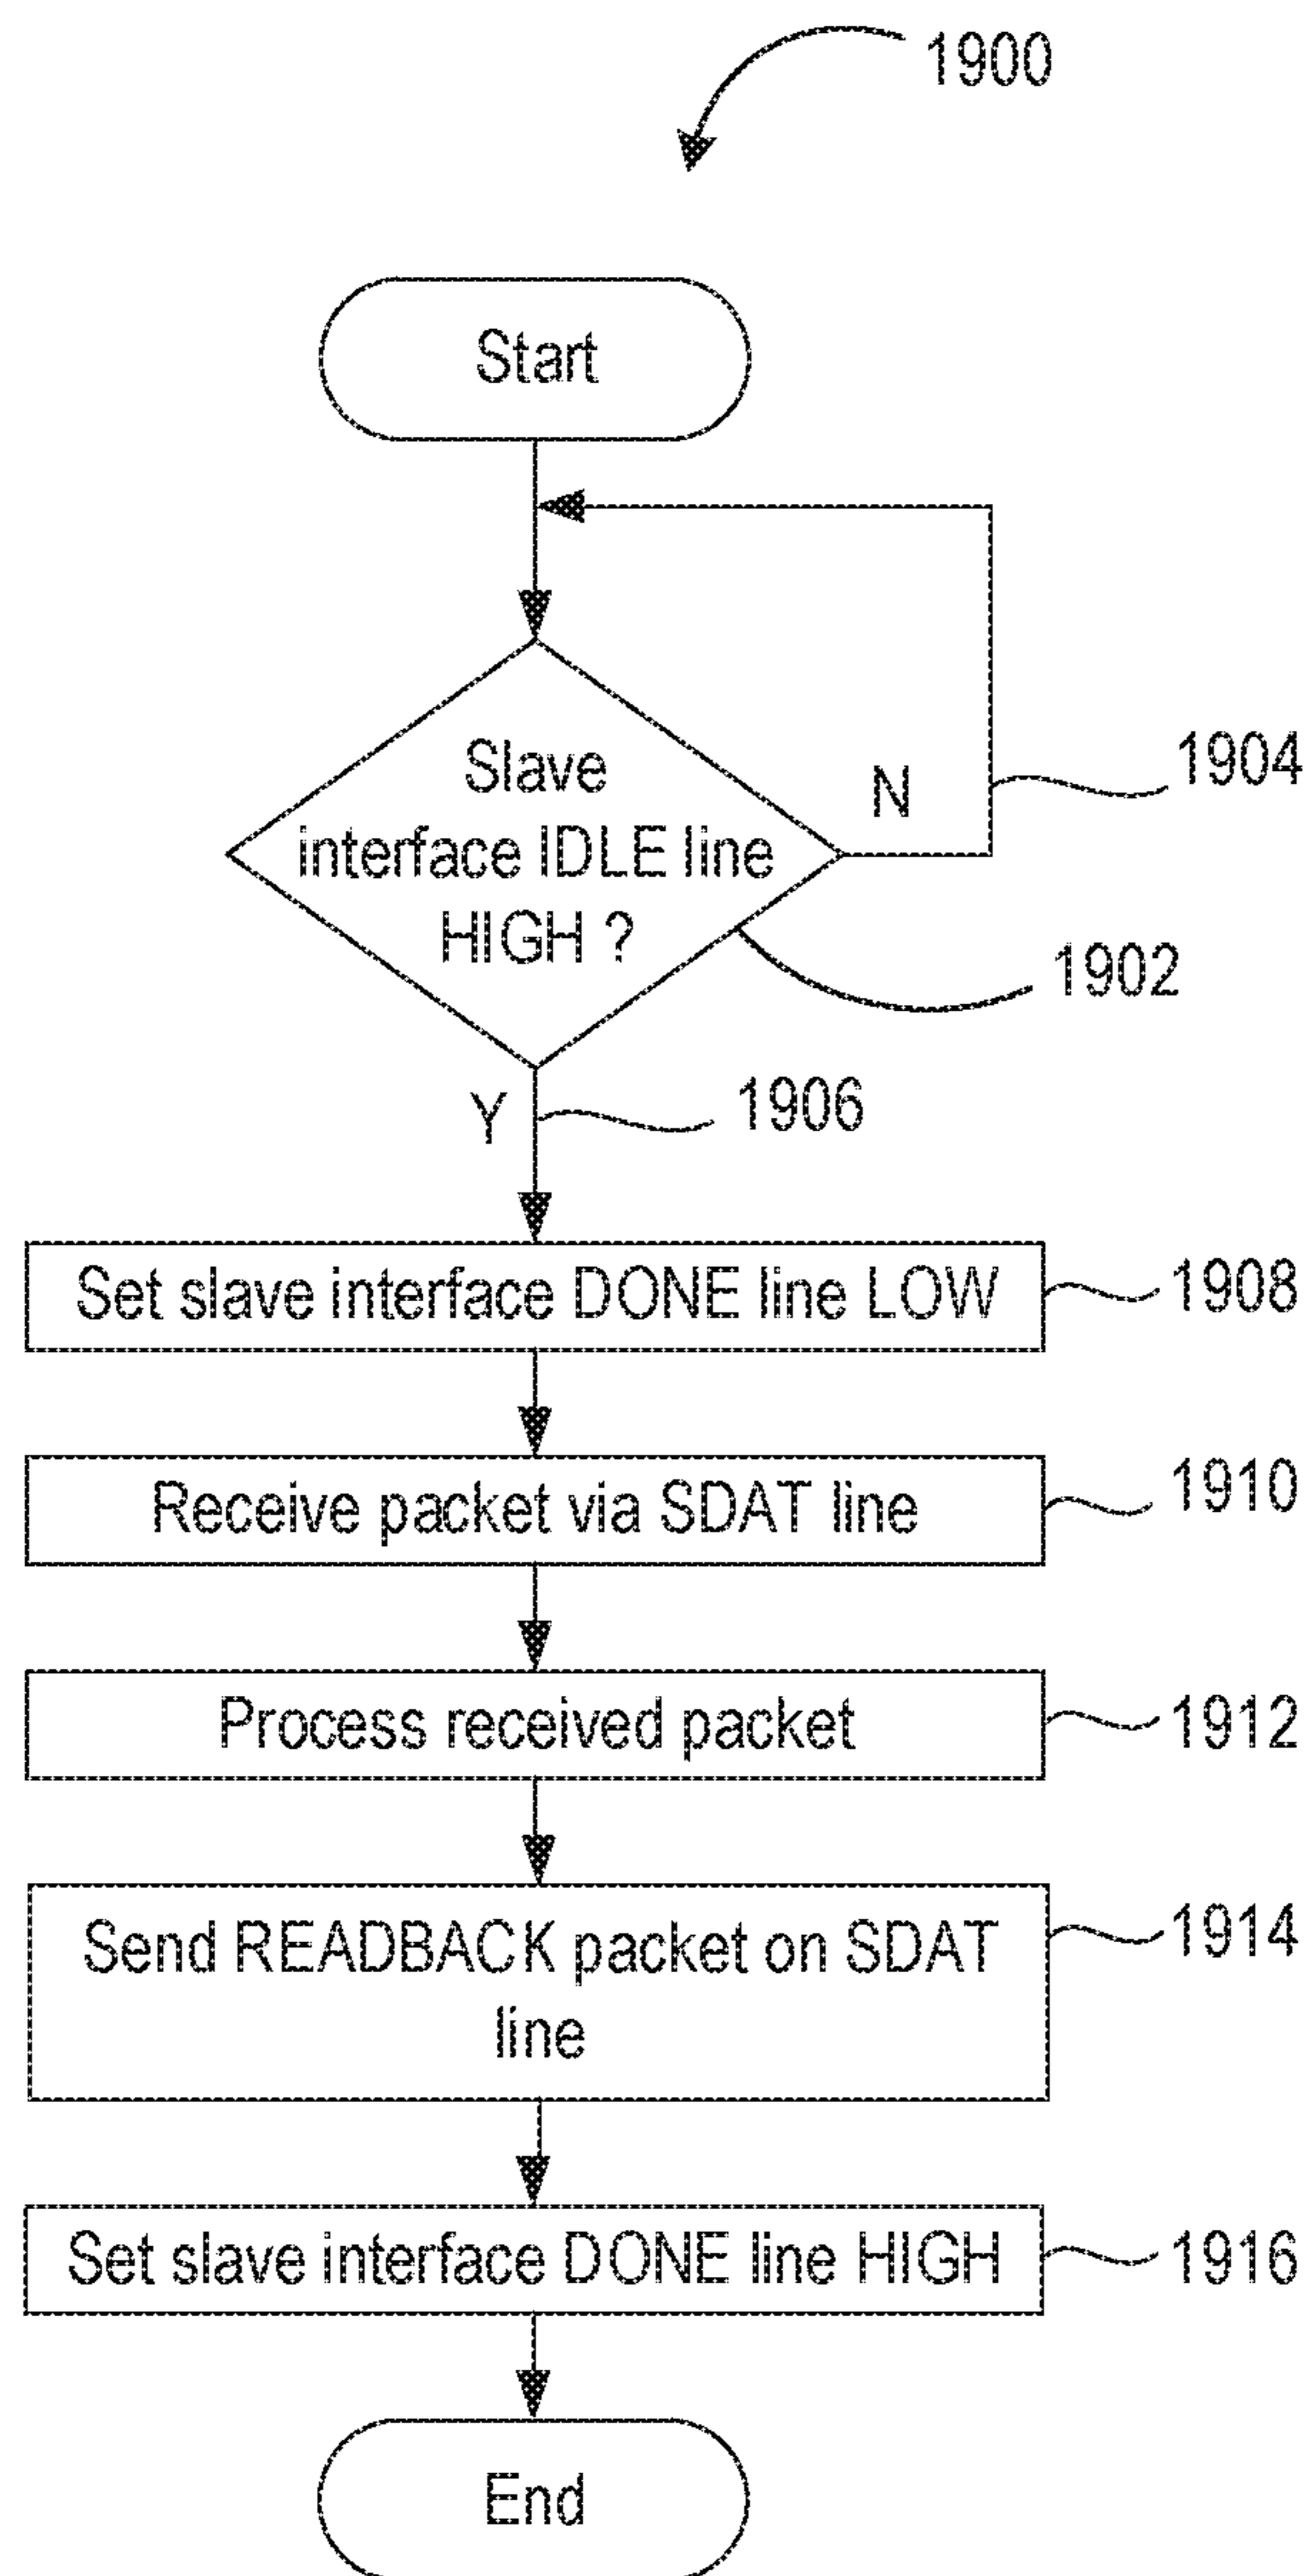 1900
Start
Slave
interface IDLE line
HIGH ?
N
1904
1902
Y
1906
Set slave interface DONE line LOW
1908
Receive packet via SDAT line
1910
Process received packet
1912
Send READBACK packet on SDAT
line
1914
Set slave interface DONE line HIGH
1916
End